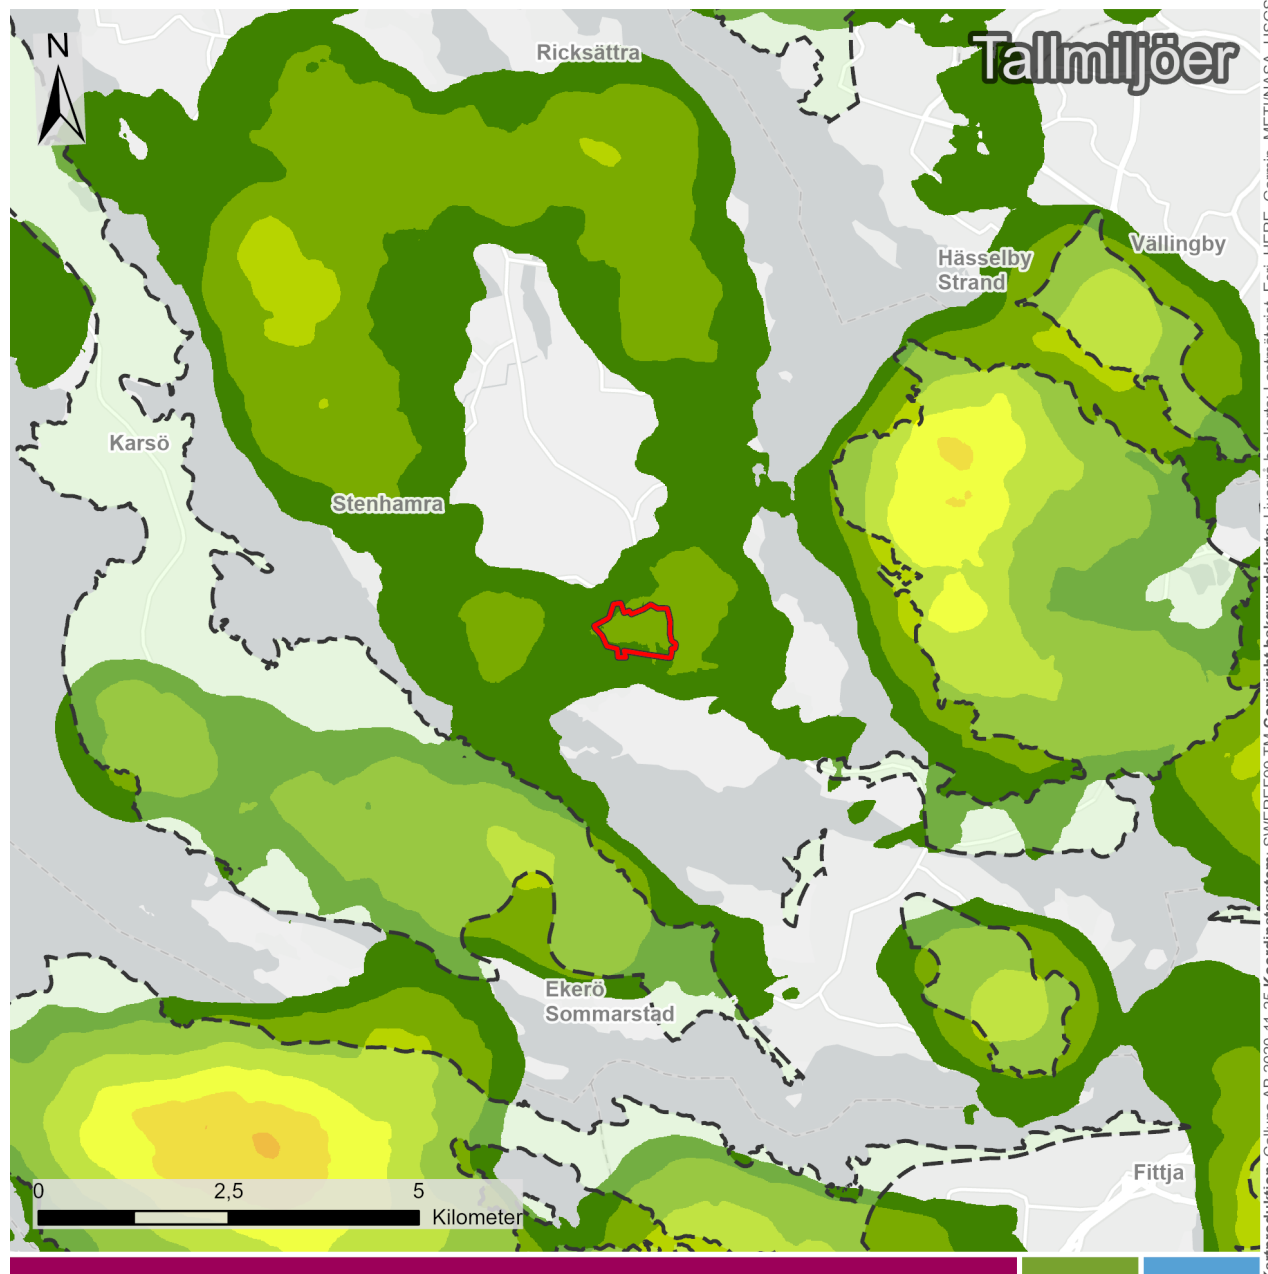 N
Tallmiljöer
Ricksättra
Vällingby
Hässelby
Strand
Karsö
Stenhamra
Ekerö
Sommarstad
Fittja
0 2,5 5
Kilometer